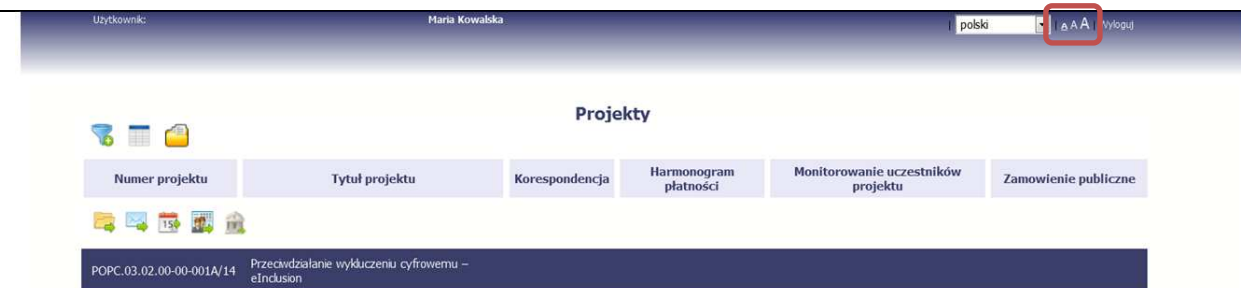 Użytkownik: Maria Kowalska | polski | A A A | Wyloguj
Projekty
Numer projektu Tytuł projektu Korespondencja Harmonogram płatności Monitorowanie uczestników projektu Zamowienie publiczne
15
POPC.03.02.00-00-001A/14 Przeciwdziałanie wykluczeniu cyfrowemu –
eInclusion